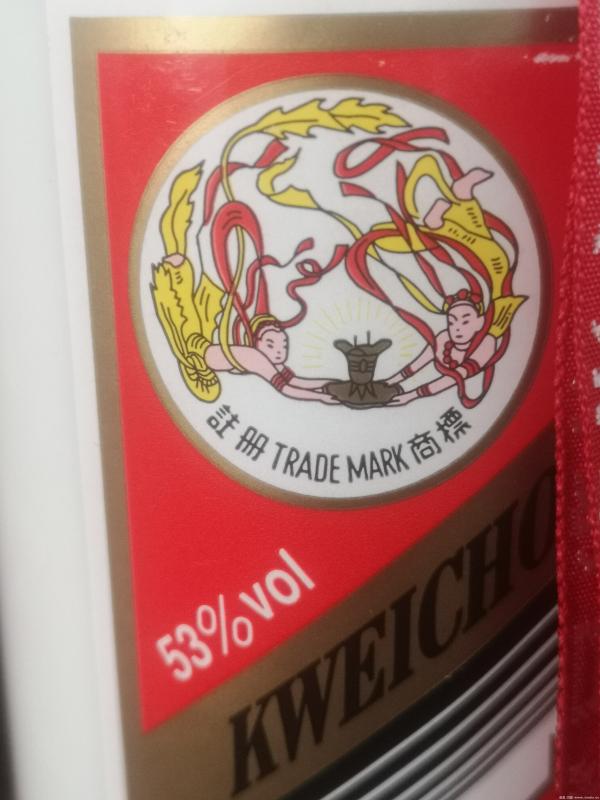 註册 TRADE MARK 商標
53%vol
KWEICHO